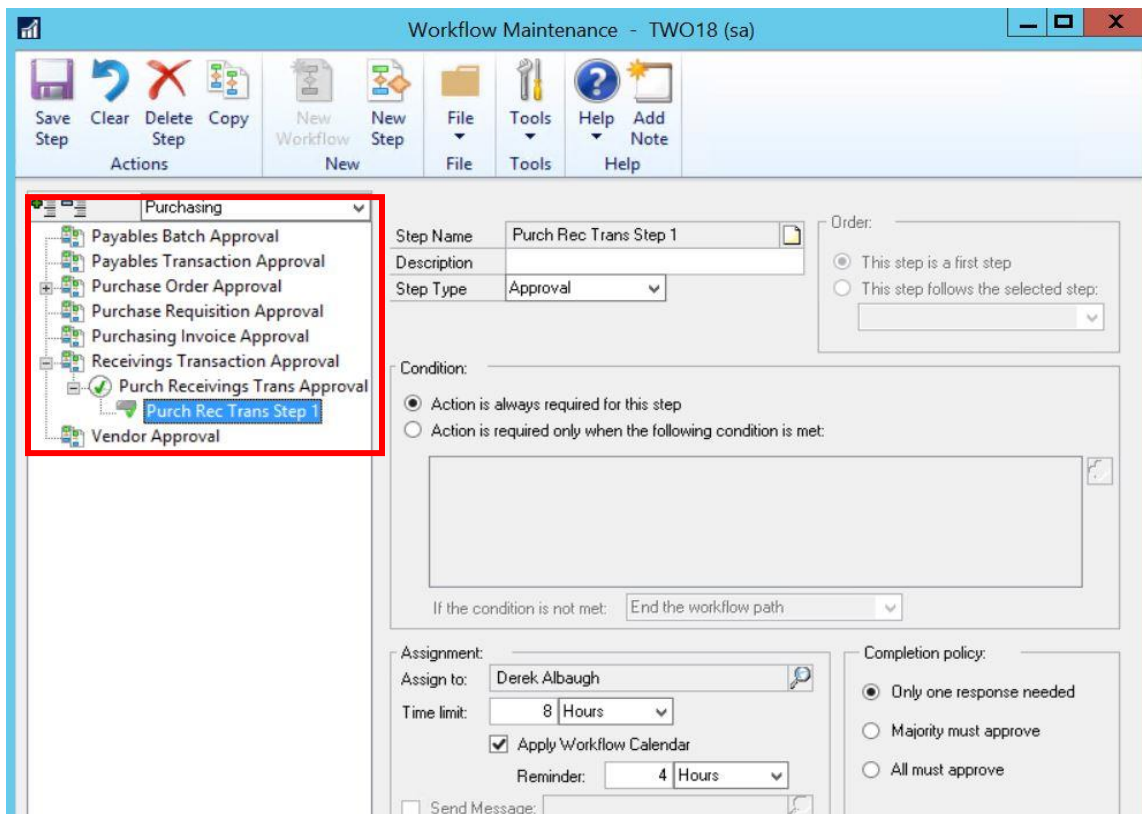 Workflow Maintenance - TWO18 (sa)
Save Step
Clear
Delete Step
Copy
New Workflow
New Step
File
Tools
Help
Add Note
Actions
New
File
Tools
Help
Purchasing
Payables Batch Approval
Payables Transaction Approval
Purchase Order Approval
Purchase Requisition Approval
Purchasing Invoice Approval
Receivings Transaction Approval
Purch Receivings Trans Approval
Purch Rec Trans Step 1
Vendor Approval
Step Name Purch Rec Trans Step 1
Description
Step Type Approval
Order:
This step is a first step
This step follows the selected step:
Condition:
Action is always required for this step
Action is required only when the following condition is met:
If the condition is not met: End the workflow path
Assignment:
Assign to: Derek Albaugh
Time limit: 8 Hours
Apply Workflow Calendar
Reminder: 4 Hours
Send Message:
Completion policy:
Only one response needed
Majority must approve
All must approve